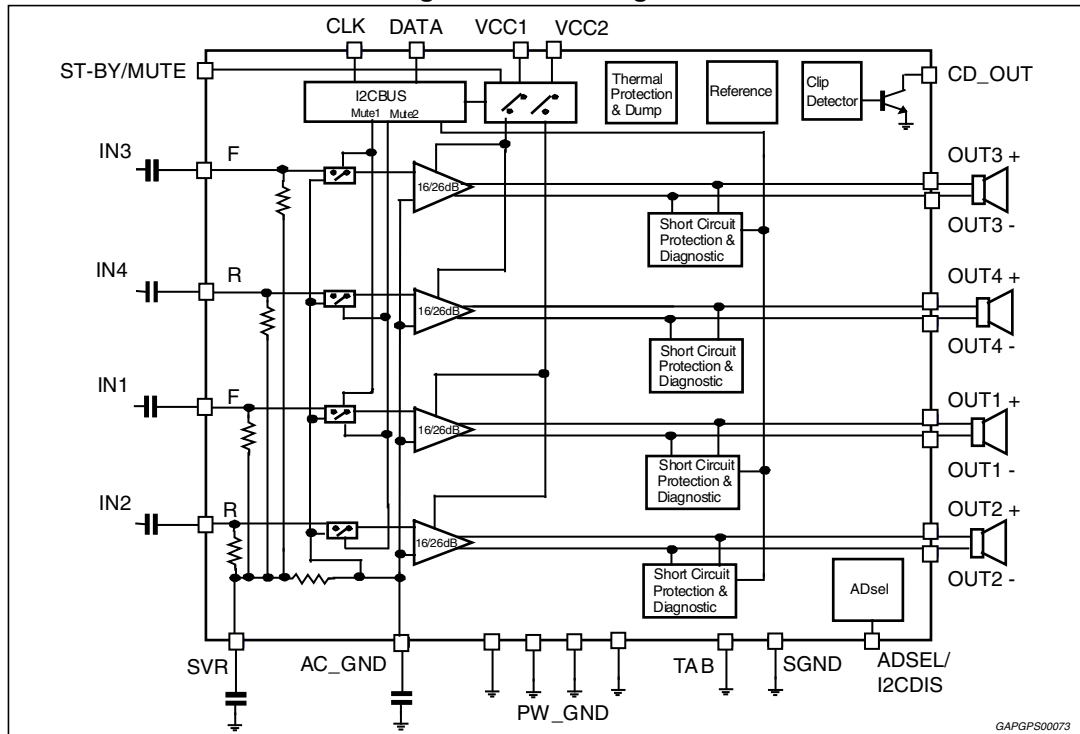 CLK DATA VCC1 VCC2
ST-BY/MUTE
I2CBUS
Mute1 Mute2
Thermal
Protection
& Dump
Reference
Clip
Detector
CD_OUT
IN3
F
16/26dB
Short Circuit
Protection &
Diagnostic
OUT3 +
OUT3 -
IN4
R
16/26dB
Short Circuit
Protection &
Diagnostic
OUT4 +
OUT4 -
IN1
F
16/26dB
Short Circuit
Protection &
Diagnostic
OUT1 +
OUT1 -
IN2
R
16/26dB
Short Circuit
Protection &
Diagnostic
OUT2 +
OUT2 -
ADsel
SVR
AC_GND
PW_GND
TAB
SGND
ADSEL/
I2CDIS
GAPGPS00073